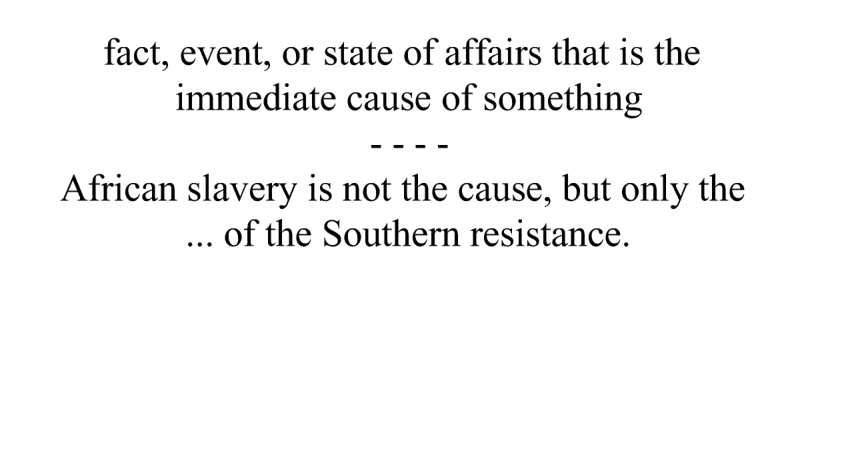 fact, event, or state of affairs that is the
immediate cause of something
- - - -
African slavery is not the cause, but only the
... of the Southern resistance.